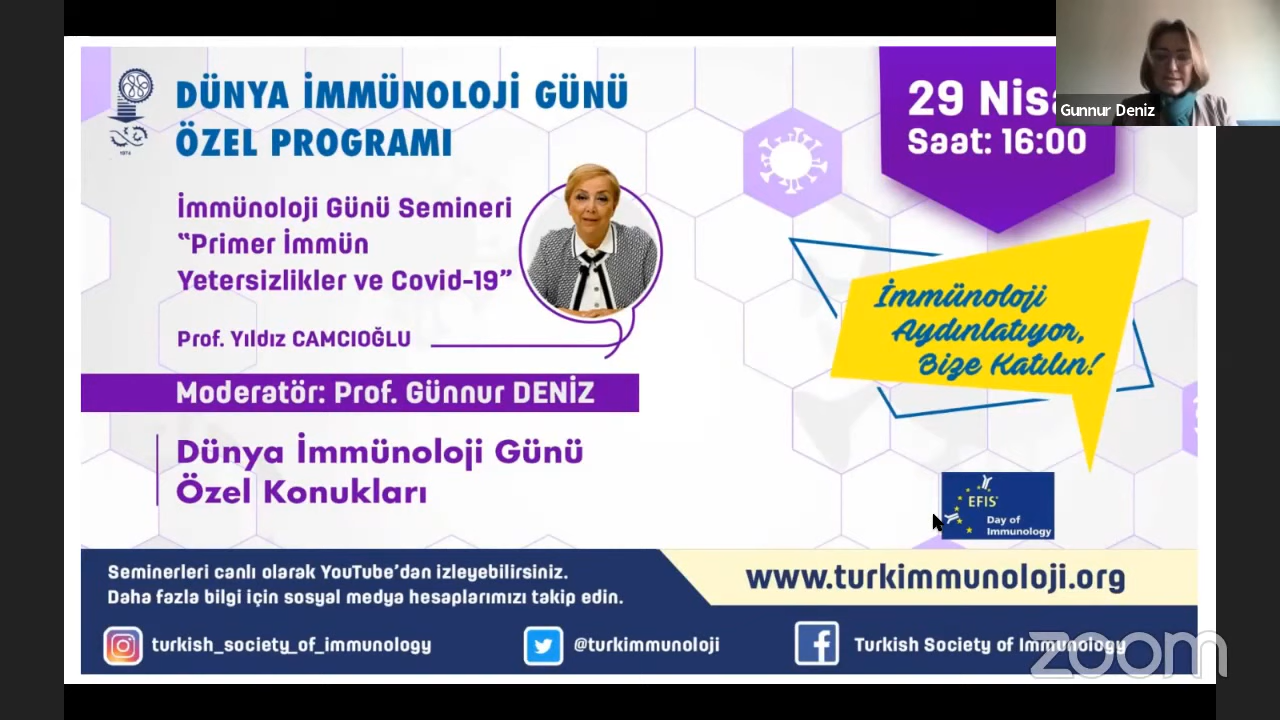 DÜNYA İMMÜNOLOJİ GÜNÜ
ÖZEL PROGRAMI
İmmünoloji Günü Semineri
“Primer İmmün
Yetersizlikler ve Covid-19”
Prof. Yıldız CAMCIOĞLU
Moderatör: Prof. Günnur DENİZ
Dünya İmmünoloji Günü
Özel Konukları
29
Saat: 16:00
Gunnur Deniz
İmmünoloji
Aydınlatıyor,
Bize Katılın!
EFIS
Day of
Immunology
Seminerleri canlı olarak YouTube’dan izleyebilirsiniz.
Daha fazla bilgi için sosyal medya hesaplarımızı takip edin.
www.turkimmunoloji.org
turkish_society_of_immunology
@turkimmunoloji
Turkish Society of Immunology
zoom